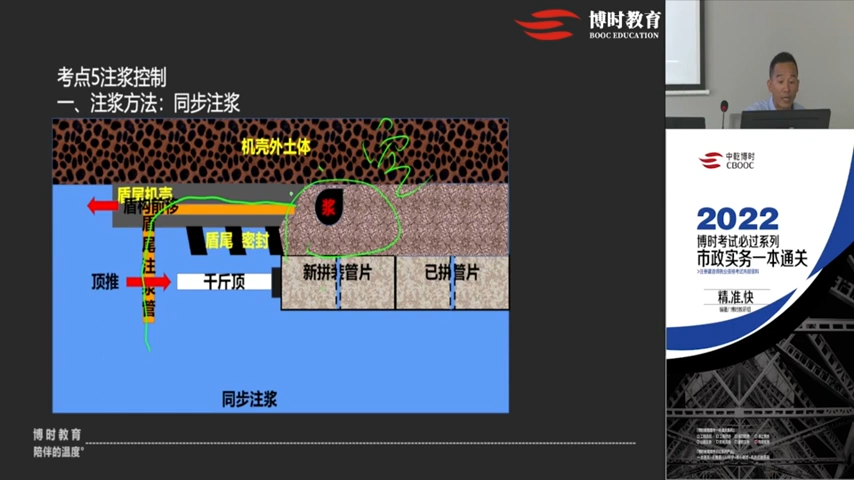 博时教育
BOOC EDUCATION
考点5注浆控制
一、注浆方法：同步注浆
机壳外土体
盾尾机壳
盾构前移
浆
盾尾注浆管
盾尾密封
顶推
千斤顶
新拼装管片
已拼管片
同步注浆
博时教育
陪伴的温度
中乾博时
CBOOC
2022
博时考试必过系列
市政实务一本通关
精,准,快